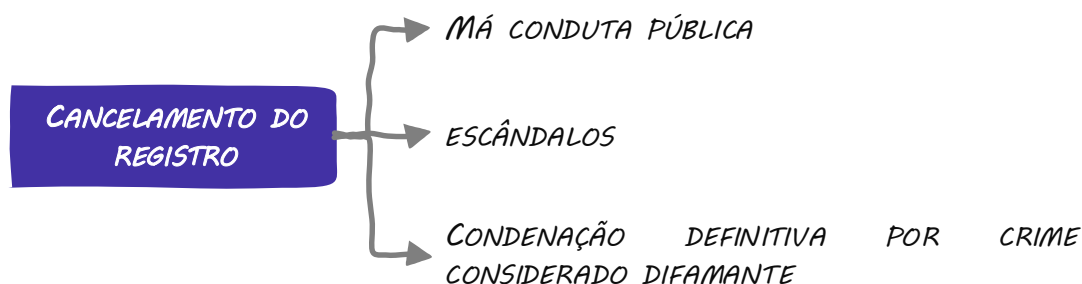 Cancelamento do
registro
Má conduta pública
escândalos
Condenação definitiva por crime
considerado difamante